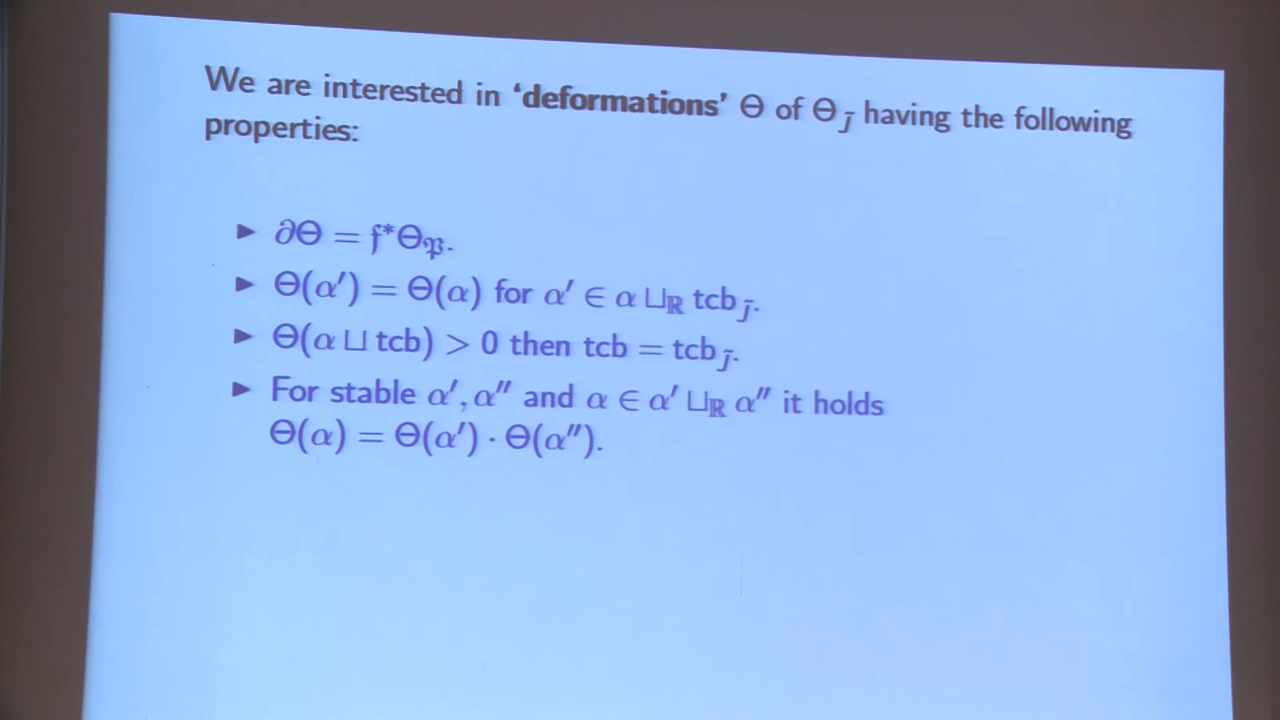 We are interested in ‘deformations’ Θ of Θ_J̃ having the following
properties:
▶ ∂Θ = 𝔣*Θ_𝔓.
▶ Θ(α′) = Θ(α) for α′ ∈ α ⊔_ℝ tcb_J̃.
▶ Θ(α ⊔ tcb) > 0 then tcb = tcb_J̃.
▶ For stable α′, α″ and α ∈ α′ ⊔_ℝ α″ it holds
Θ(α) = Θ(α′) · Θ(α″).